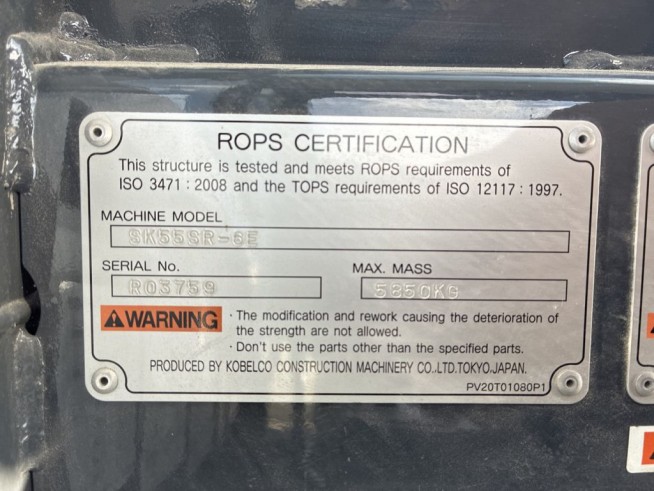 ROPS CERTIFICATION
This structure is tested and meets ROPS requirements of
ISO 3471 : 2008 and the TOPS requirements of ISO 12117 : 1997.
MACHINE MODEL
SK55SR-6E
SERIAL No.
MAX. MASS
R03759
5850KG
WARNING
· The modification and rework causing the deterioration of
the strength are not allowed.
· Don't use the parts other than the specified parts.
PRODUCED BY KOBELCO CONSTRUCTION MACHINERY CO.,LTD.TOKYO.JAPAN.
PV20T01080P1